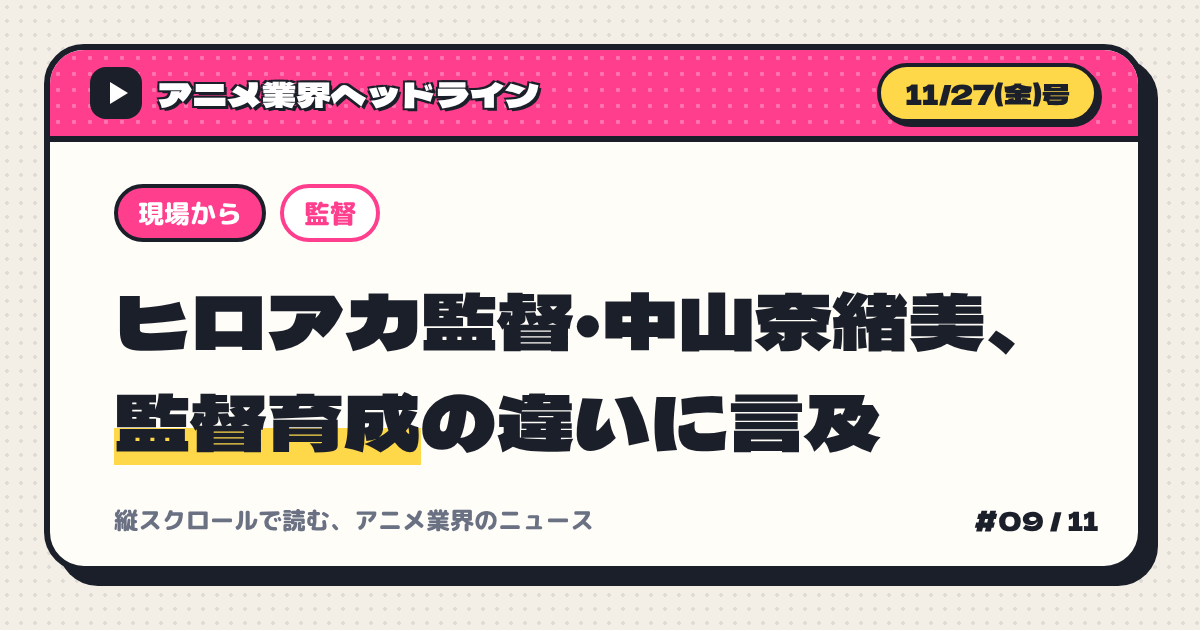 アニメ業界ヘッドライン
11/27(金)号
現場から
監督
ヒロアカ監督・中山奈緒美、
監督育成の違いに言及
縦スクロールで読む、アニメ業界のニュース
#09 / 11